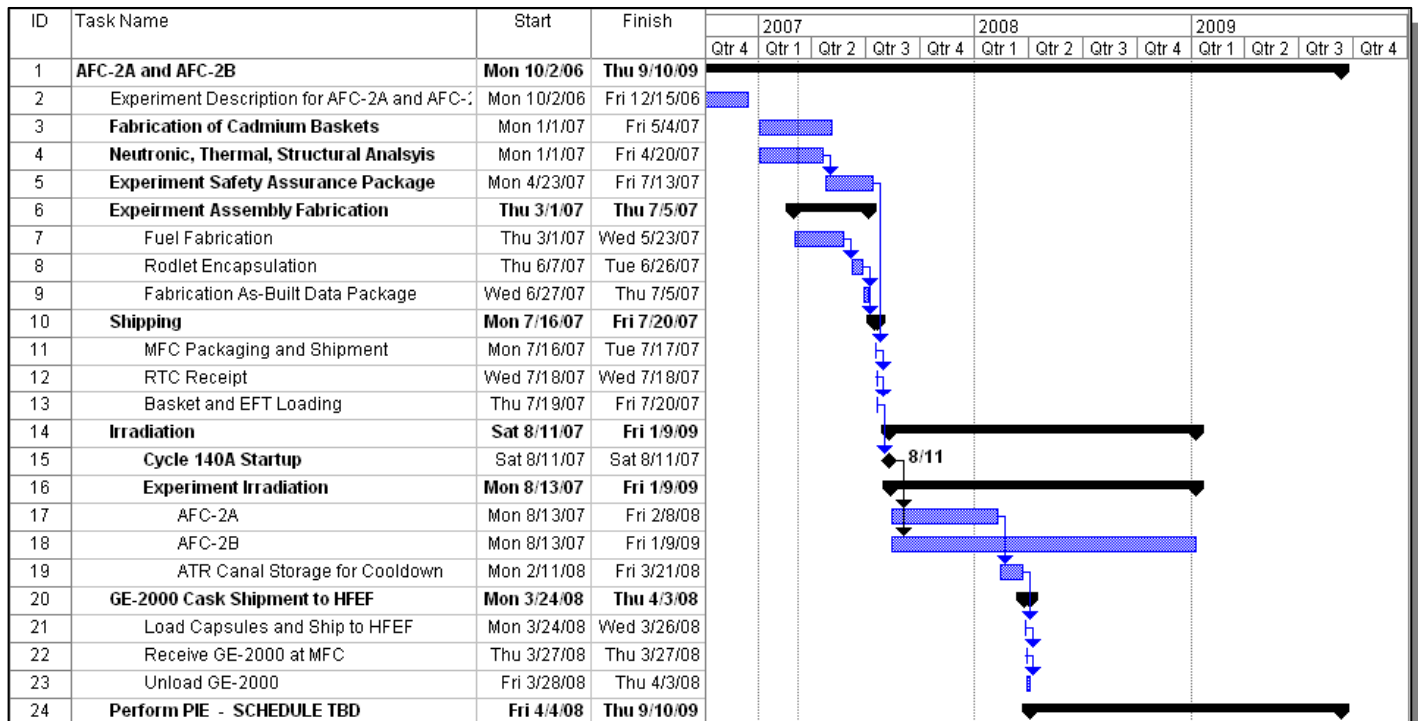 ID Task Name Start Finish 2007 2008 2009
Qtr 4 Qtr 1 Qtr 2 Qtr 3 Qtr 4 Qtr 1 Qtr 2 Qtr 3 Qtr 4 Qtr 1 Qtr 2 Qtr 3 Qtr 4
1 AFC-2A and AFC-2B Mon 10/2/06 Thu 9/10/09
2 Experiment Description for AFC-2A and AFC-2 Mon 10/2/06 Fri 12/15/06
3 Fabrication of Cadmium Baskets Mon 1/1/07 Fri 5/4/07
4 Neutronic, Thermal, Structural Analsyis Mon 1/1/07 Fri 4/20/07
5 Experiment Safety Assurance Package Mon 4/23/07 Fri 7/13/07
6 Expeirment Assembly Fabrication Thu 3/1/07 Thu 7/5/07
7 Fuel Fabrication Thu 3/1/07 Wed 5/23/07
8 Rodlet Encapsulation Thu 6/7/07 Tue 6/26/07
9 Fabrication As-Built Data Package Wed 6/27/07 Thu 7/5/07
10 Shipping Mon 7/16/07 Fri 7/20/07
11 MFC Packaging and Shipment Mon 7/16/07 Tue 7/17/07
12 RTC Receipt Wed 7/18/07 Wed 7/18/07
13 Basket and EFT Loading Thu 7/19/07 Fri 7/20/07
14 Irradiation Sat 8/11/07 Fri 1/9/09
15 Cycle 140A Startup Sat 8/11/07 Sat 8/11/07 8/11
16 Experiment Irradiation Mon 8/13/07 Fri 1/9/09
17 AFC-2A Mon 8/13/07 Fri 2/8/08
18 AFC-2B Mon 8/13/07 Fri 1/9/09
19 ATR Canal Storage for Cooldown Mon 2/11/08 Fri 3/21/08
20 GE-2000 Cask Shipment to HFEF Mon 3/24/08 Thu 4/3/08
21 Load Capsules and Ship to HFEF Mon 3/24/08 Wed 3/26/08
22 Receive GE-2000 at MFC Thu 3/27/08 Thu 3/27/08
23 Unload GE-2000 Fri 3/28/08 Thu 4/3/08
24 Perform PIE - SCHEDULE TBD Fri 4/4/08 Thu 9/10/09